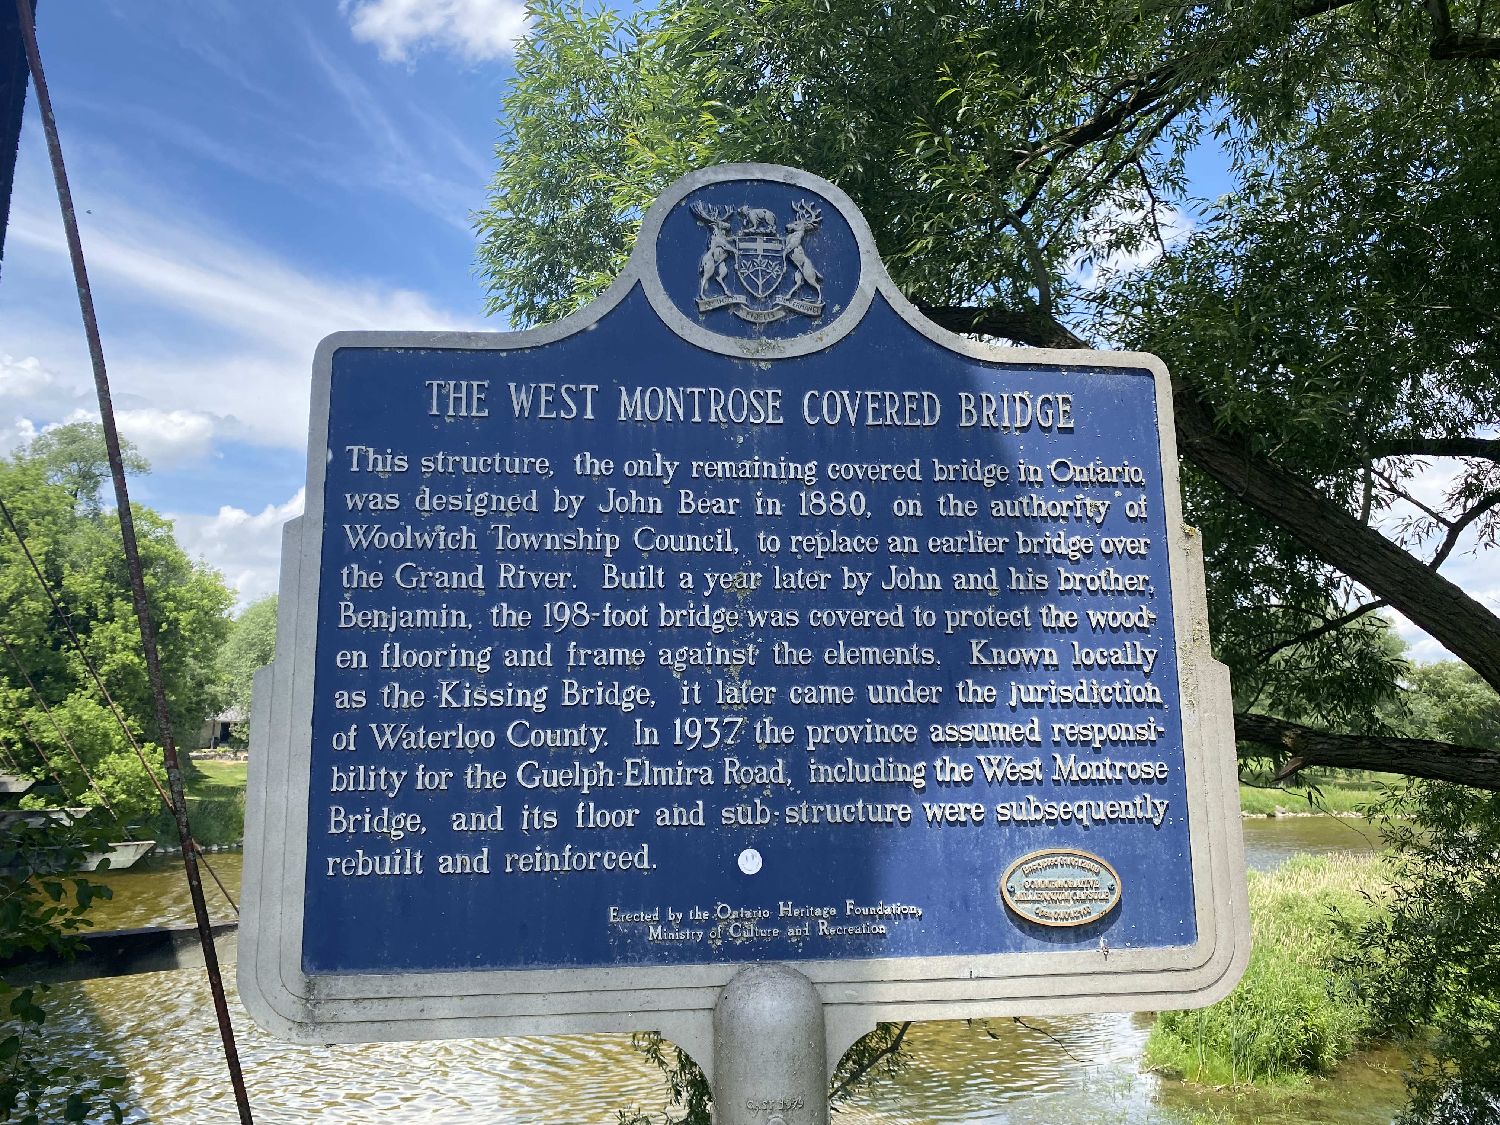 THE WEST MONTROSE COVERED BRIDGE
This structure, the only remaining covered bridge in Ontario,
was designed by John Bear in 1880, on the authority of
Woolwich Township Council, to replace an earlier bridge over
the Grand River. Built a year later by John and his brother,
Benjamin, the 198-foot bridge was covered to protect the wood-
en flooring and frame against the elements. Known locally
as the Kissing Bridge, it later came under the jurisdiction
of Waterloo County. In 1937 the province assumed responsi-
bility for the Guelph-Elmira Road, including the West Montrose
Bridge, and its floor and sub-structure were subsequently
rebuilt and reinforced.
Erected by the Ontario Heritage Foundation,
Ministry of Culture and Recreation
COMMEMORATIVE
MILLENNIUM CAPSULE